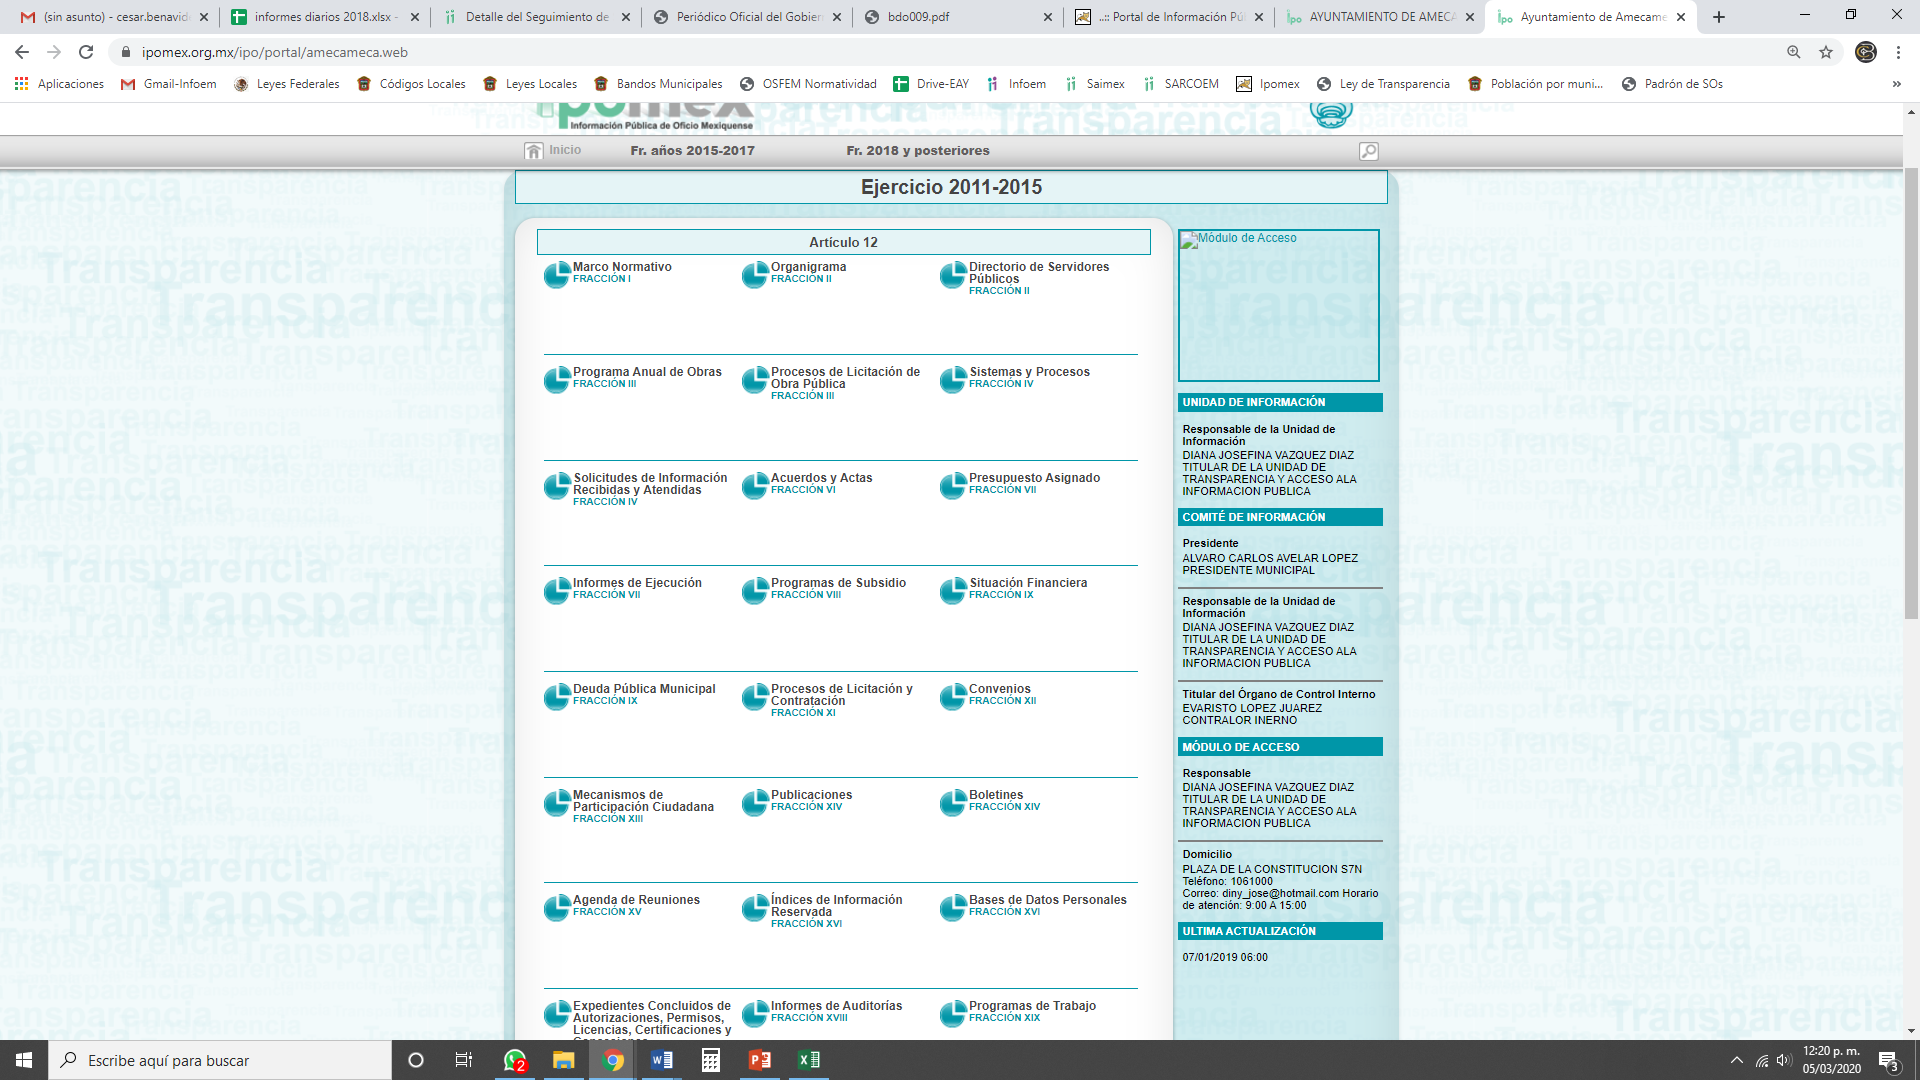 (sin asunto) - cesar.benavid
informes diarios 2018.xlsx -
Detalle del Seguimiento de
Periódico Oficial del Gobier
bdo009.pdf
..:: Portal de Información Pú
AYUNTAMIENTO DE AMECA
Ayuntamiento de Amecame
ipomex.org.mx/ipo/portal/amecameca.web
Aplicaciones
Gmail-Infoem
Leyes Federales
Códigos Locales
Leyes Locales
Bandos Municipales
OSFEM Normatividad
Drive-EAY
Infoem
Saimex
SARCOEM
Ipomex
Ley de Transparencia
Población por muni...
Padrón de SOs
»
ipomex
Información Pública de Oficio Mexiquense
Inicio
Fr. años 2015-2017
Fr. 2018 y posteriores
Ejercicio 2011-2015
Artículo 12
Marco Normativo
FRACCIÓN I
Organigrama
FRACCIÓN II
Directorio de Servidores
Públicos
FRACCIÓN II
Programa Anual de Obras
FRACCIÓN III
Procesos de Licitación de
Obra Pública
FRACCIÓN III
Sistemas y Procesos
FRACCIÓN IV
Solicitudes de Información
Recibidas y Atendidas
FRACCIÓN IV
Acuerdos y Actas
FRACCIÓN VI
Presupuesto Asignado
FRACCIÓN VII
Informes de Ejecución
FRACCIÓN VII
Programas de Subsidio
FRACCIÓN VIII
Situación Financiera
FRACCIÓN IX
Deuda Pública Municipal
FRACCIÓN IX
Procesos de Licitación y
Contratación
FRACCIÓN XI
Convenios
FRACCIÓN XII
Mecanismos de
Participación Ciudadana
FRACCIÓN XIII
Publicaciones
FRACCIÓN XIV
Boletines
FRACCIÓN XIV
Agenda de Reuniones
FRACCIÓN XV
Índices de Información
Reservada
FRACCIÓN XVI
Bases de Datos Personales
FRACCIÓN XVI
Expedientes Concluidos de
Autorizaciones, Permisos,
Licencias, Certificaciones y
Informes de Auditorías
FRACCIÓN XVIII
Programas de Trabajo
FRACCIÓN XIX
Módulo de Acceso
UNIDAD DE INFORMACIÓN
Responsable de la Unidad de
Información
DIANA JOSEFINA VAZQUEZ DIAZ
TITULAR DE LA UNIDAD DE
TRANSPARENCIA Y ACCESO ALA
INFORMACION PUBLICA
COMITÉ DE INFORMACIÓN
Presidente
ALVARO CARLOS AVELAR LOPEZ
PRESIDENTE MUNICIPAL
Responsable de la Unidad de
Información
DIANA JOSEFINA VAZQUEZ DIAZ
TITULAR DE LA UNIDAD DE
TRANSPARENCIA Y ACCESO ALA
INFORMACION PUBLICA
Titular del Órgano de Control Interno
EVARISTO LOPEZ JUAREZ
CONTRALOR INERNO
MÓDULO DE ACCESO
Responsable
DIANA JOSEFINA VAZQUEZ DIAZ
TITULAR DE LA UNIDAD DE
TRANSPARENCIA Y ACCESO ALA
INFORMACION PUBLICA
Domicilio
PLAZA DE LA CONSTITUCION S7N
Teléfono: 1061000
Correo: diny_jose@hotmail.com Horario
de atención: 9:00 A 15:00
ULTIMA ACTUALIZACIÓN
07/01/2019 06:00
Escribe aquí para buscar
2
12:20 p. m.
05/03/2020
3